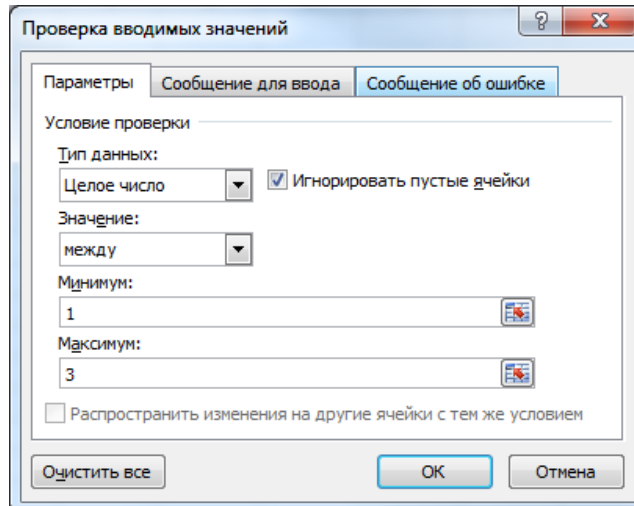 Проверка вводимых значений
Параметры Сообщение для ввода Сообщение об ошибке
Условие проверки
Тип данных:
Целое число Игнорировать пустые ячейки
Значение:
между
Минимум:
1
Максимум:
3
Распространить изменения на другие ячейки с тем же условием
Очистить все ОК Отмена